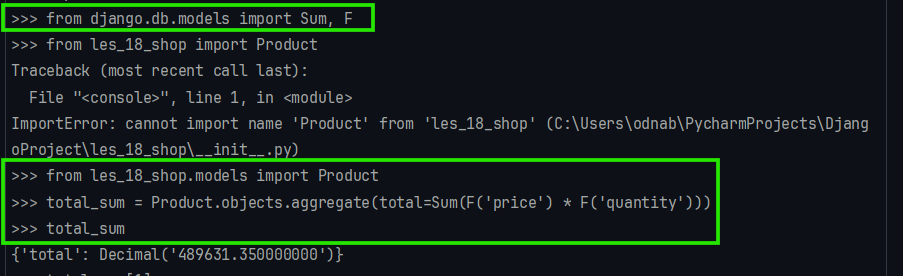 >>> from django.db.models import Sum, F
>>> from les_18_shop import Product
Traceback (most recent call last):
  File "<console>", line 1, in <module>
ImportError: cannot import name 'Product' from 'les_18_shop' (C:\Users\odnab\PycharmProjects\Djang
oProject\les_18_shop\__init__.py)
>>> from les_18_shop.models import Product
>>> total_sum = Product.objects.aggregate(total=Sum(F('price') * F('quantity')))
>>> total_sum
{'total': Decimal('489631.350000000')}